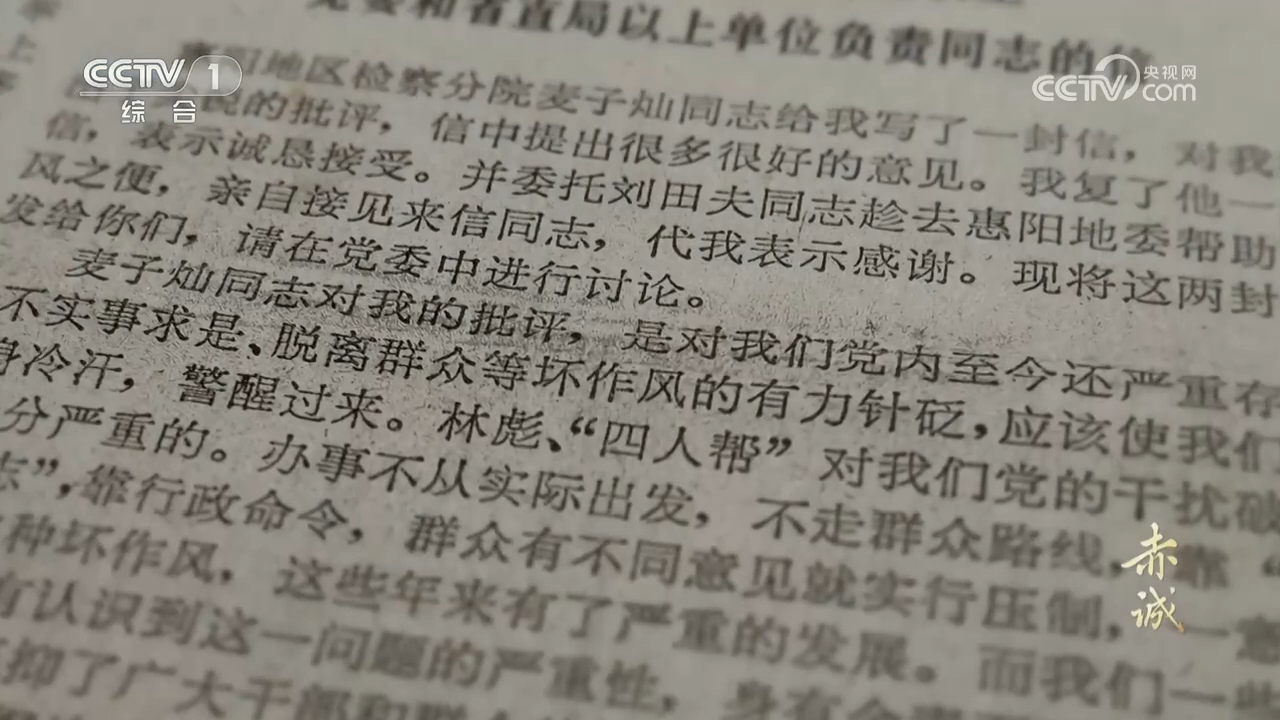 党委和省直局以上单位负责同志的信
阳地区检察分院麦子灿同志给我写了一封信，对我
的批评，信中提出很多很好的意见。我复了他一
信，表示诚恳接受。并委托刘田夫同志趁去惠阳地委帮助
风之便，亲自接见来信同志，代我表示感谢。现将这两封
发给你们，请在党委中进行讨论。
麦子灿同志对我的批评，是对我们党内至今还严重存
不实事求是、脱离群众等坏作风的有力针砭，应该使我们
身冷汗，警醒过来。林彪、“四人帮”对我们党的干扰破
分严重的。办事不从实际出发，不走群众路线，靠“
志”，靠行政命令，群众有不同意见就实行压制，一意
种坏作风，这些年来有了严重的发展。而我们一些
有认识到这一问题的严重性，身有
抑了广大干部和群众
CCTV 1
综合
央视网
CCTV.com
赤诚